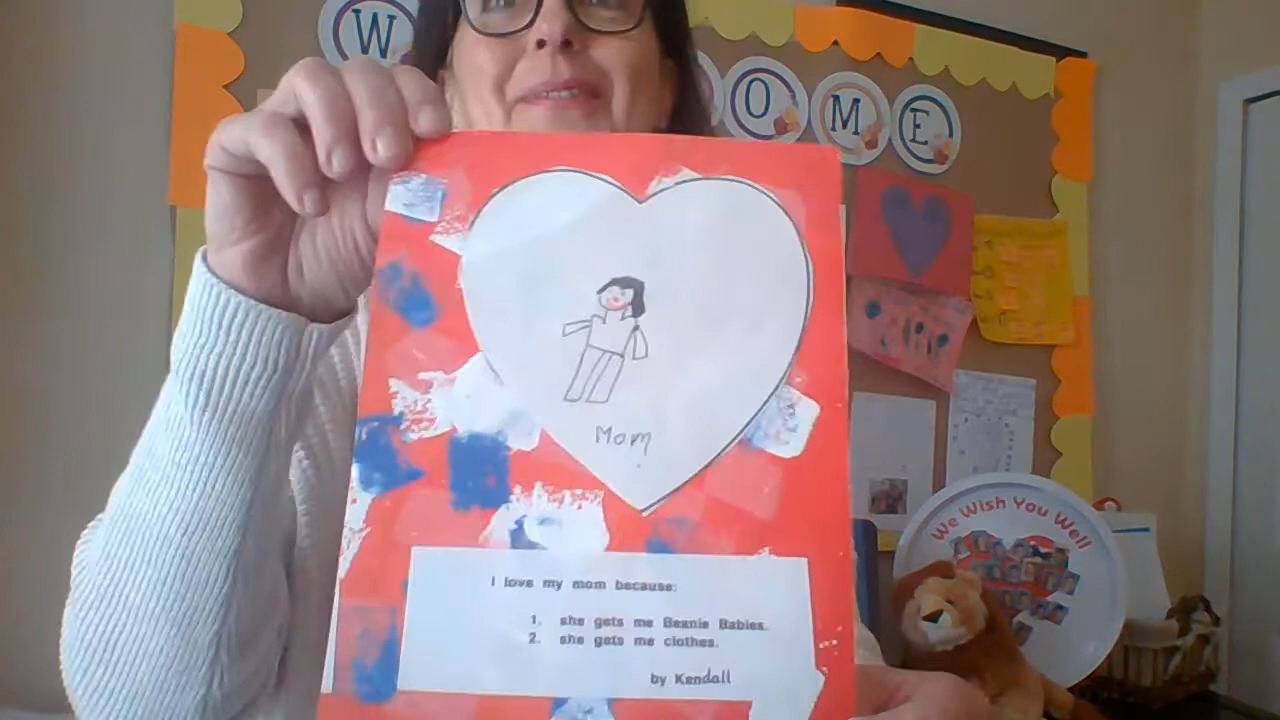 W OME
Mom
I love my mom because:
1. she gets me Beanie Babies.
2. she gets me clothes.
by Kendall
We Wish You Well